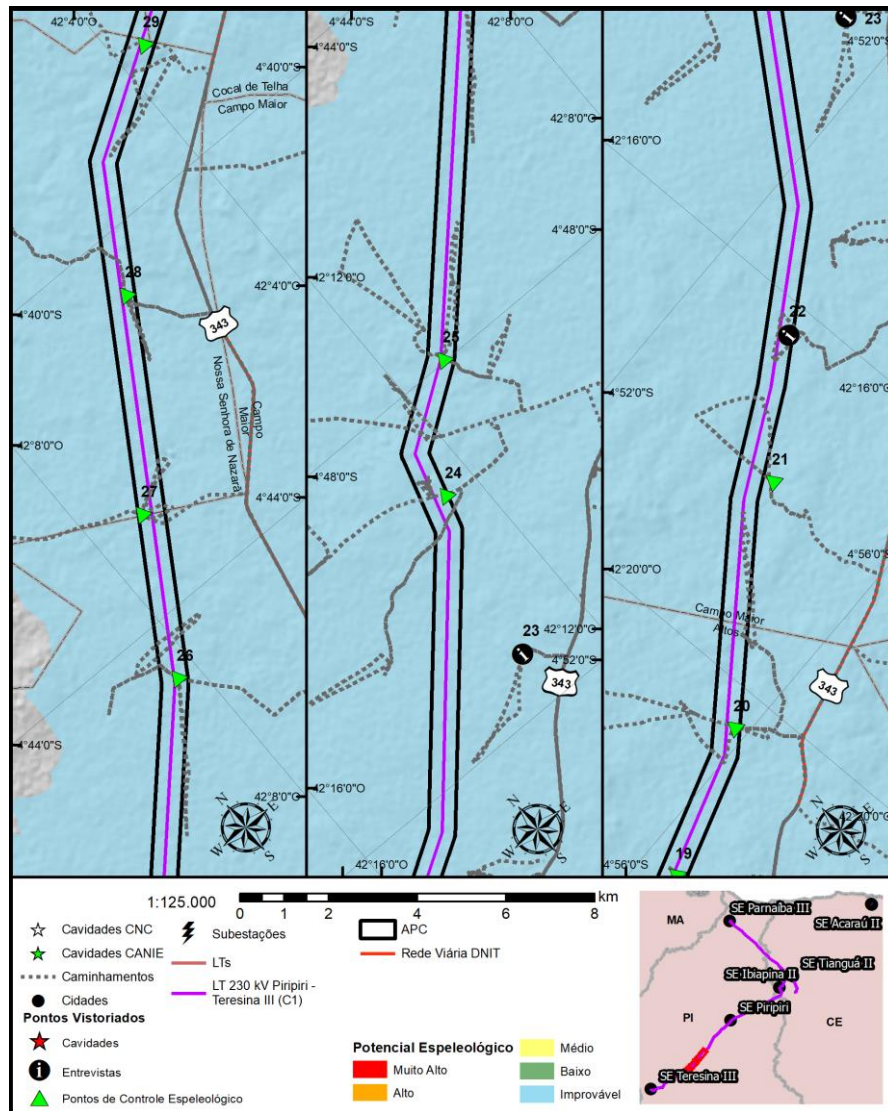 29
42°4'0"O
4°40'0"S
Cocal de Telha
Campo Maior
28
42°4'0"O
4°40'0"S
343
Nossa Senhora de Nazaré
Campo Maior
42°8'0"O
27
4°44'0"S
26
4°44'0"S
42°8'0"O
N
E
W
S
42°4'0"O
4°44'0"S
42°8'0"O
42°12'0"O
25
24
4°48'0"S
42°12'0"O
4°52'0"S
23
343
42°16'0"O
42°16'0"O
N
E
W
S
23
4°52'0"S
42°8'0"O
42°16'0"O
4°48'0"S
22
4°52'0"S
42°16'0"O
21
4°56'0"S
42°20'0"O
Campo Maior
Altos
343
20
42°20'0"O
19
4°56'0"S
N
E
W
S
1:125.000
km
0 1 2 4 6 8
Cavidades CNC
Cavidades CANIE
Caminhamentos
Cidades
Pontos Vistoriados
Cavidades
Entrevistas
Pontos de Controle Espeleológico
Subestações
LTs
LT 230 kV Piripiri -
Teresina III (C1)
APC
Rede Viária DNIT
Potencial Espeleológico
Muito Alto
Alto
Médio
Baixo
Improvável
MA
SE Parnaíba III
SE Acaraú II
SE Tianguá II
SE Ibiapina II
PI
SE Piripiri
CE
SE Teresina III